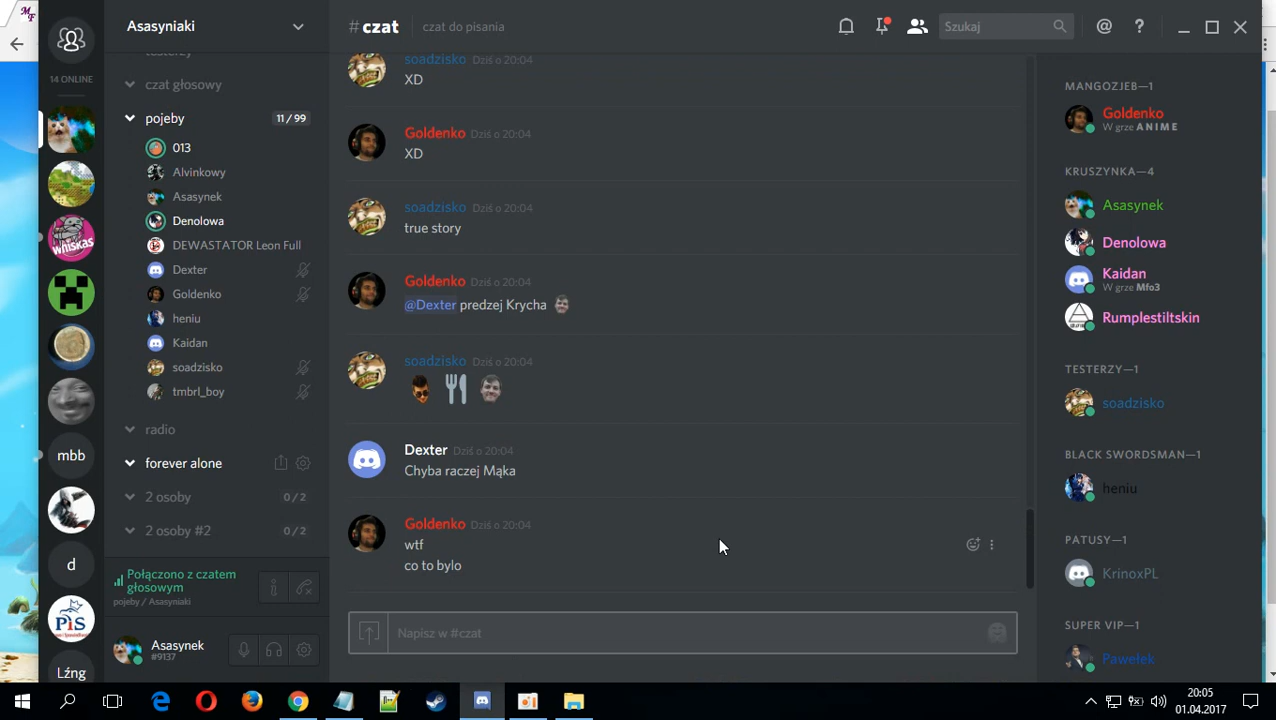 MF
Asasyniaki
#czat
czat do pisania
Szukaj
14 ONLINE
WHISKAS
mbb
d
PiS
Lźng
testerzy
czat głosowy
pojeby
11 / 99
013
Alvinkowy
Asasynek
Denolowa
DEWASTATOR Leon Full
Dexter
Goldenko
heniu
Kaidan
soadzisko
tmbrl_boy
radio
forever alone
2 osoby
0 / 2
2 osoby #2
0 / 2
Połączono z czatem
głosowym
pojeby / Asasyniaki
Asasynek
#9137
soadzisko Dziś o 20:04
XD
Goldenko Dziś o 20:04
XD
soadzisko Dziś o 20:04
true story
Goldenko Dziś o 20:04
@Dexter predzej Krycha
soadzisko Dziś o 20:04
Dexter Dziś o 20:04
Chyba raczej Mąka
Goldenko Dziś o 20:04
wtf
co to bylo
Napisz w #czat
MANGOZJEB—1
Goldenko
W grze ANIME
KRUSZYNKA—4
Asasynek
Denolowa
Kaidan
W grze Mfo3
Rumplestiltskin
TESTERZY—1
soadzisko
BLACK SWORDSMAN—1
heniu
PATUSY—1
KrinoxPL
SUPER VIP—1
Pawełek
20:05
01.04.2017